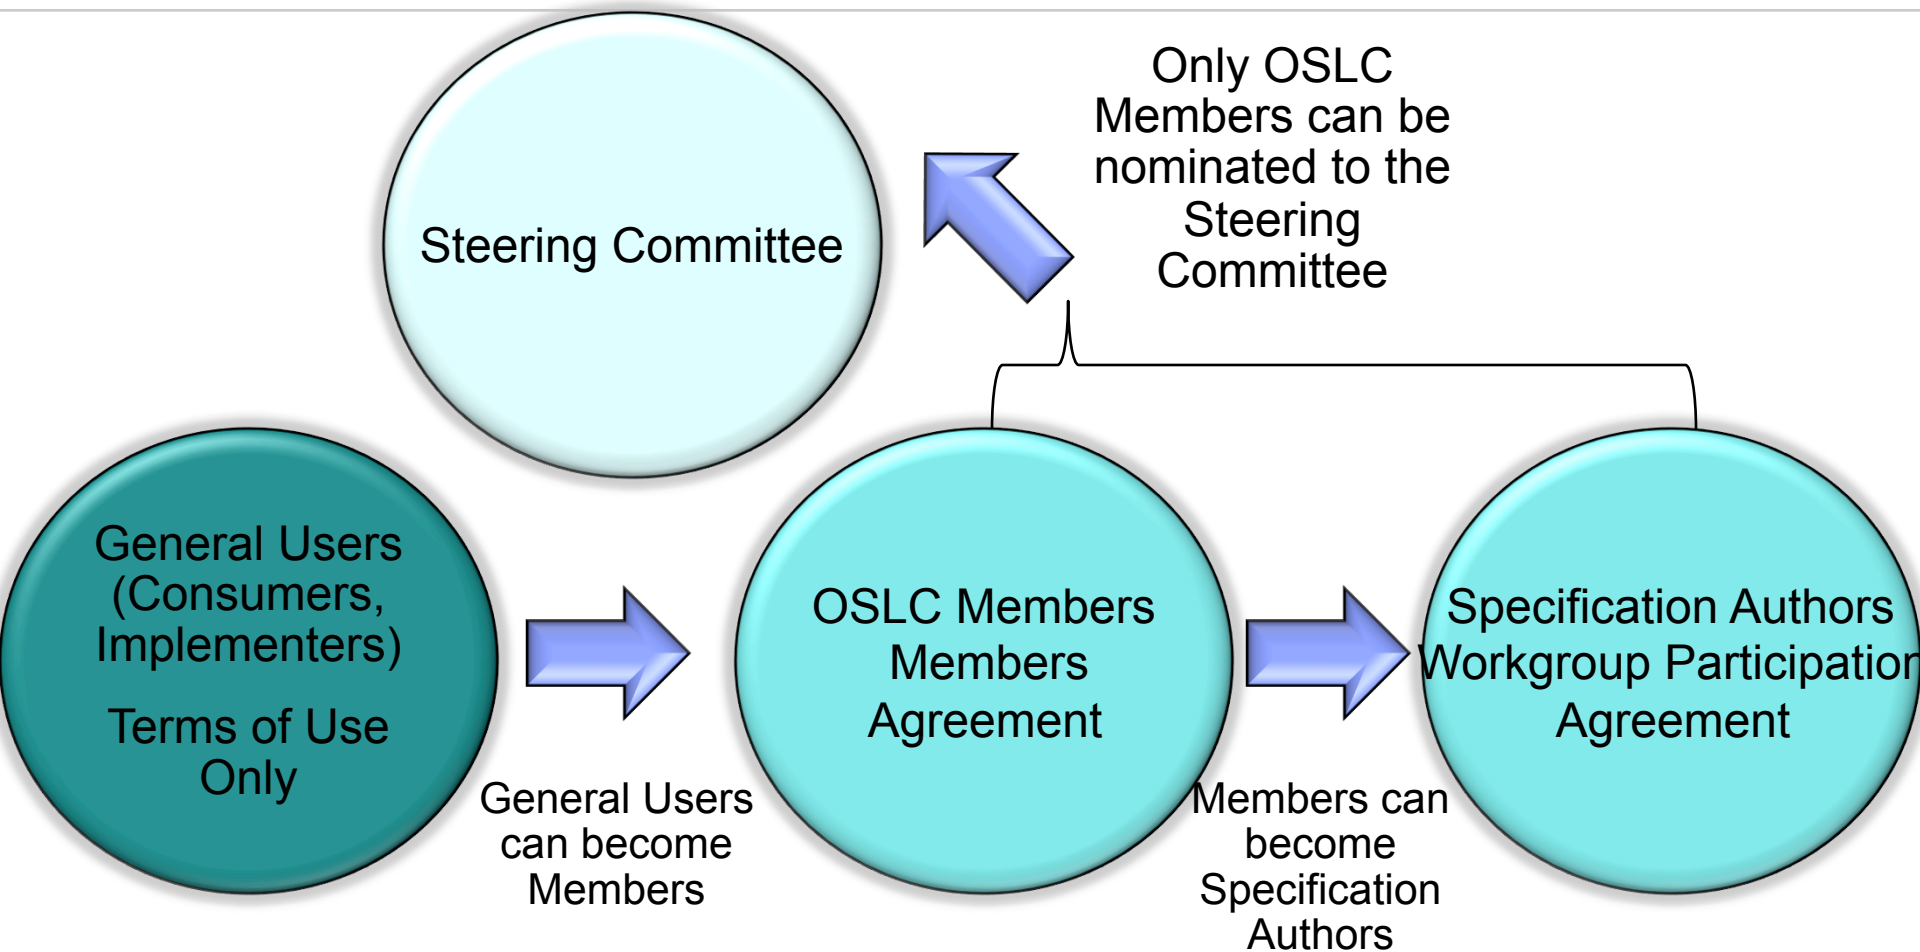 Steering Committee
Only OSLC
Members can be
nominated to the
Steering
Committee
General Users
(Consumers,
Implementers)
Terms of Use
Only
General Users
can become
Members
OSLC Members
Members
Agreement
Members can
become
Specification
Authors
Specification Authors
Workgroup Participation
Agreement